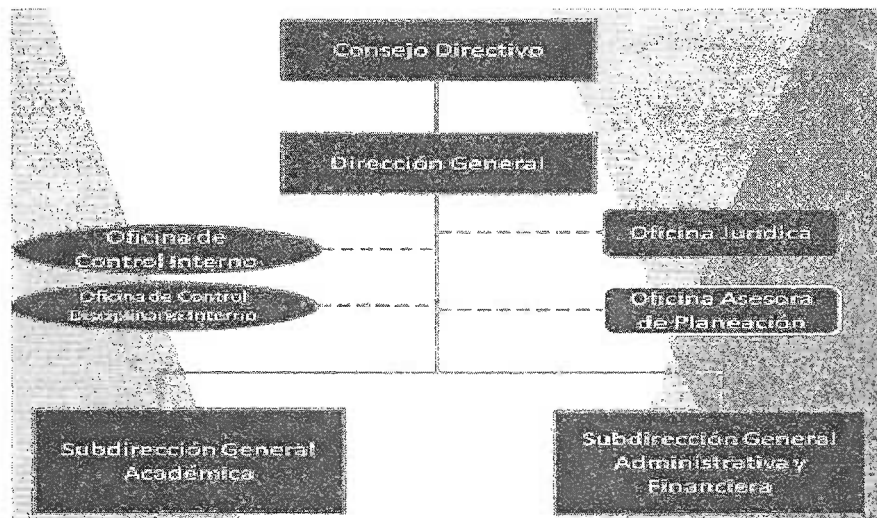 Consejo Directivo
Dirección General
Oficina de
Control Interno
Oficina Jurídica
Oficina de Control
Disciplinario Interno
Oficina Asesora
de Planeación
Subdirección General
Académica
Subdirección General
Administrativa y
Financiera